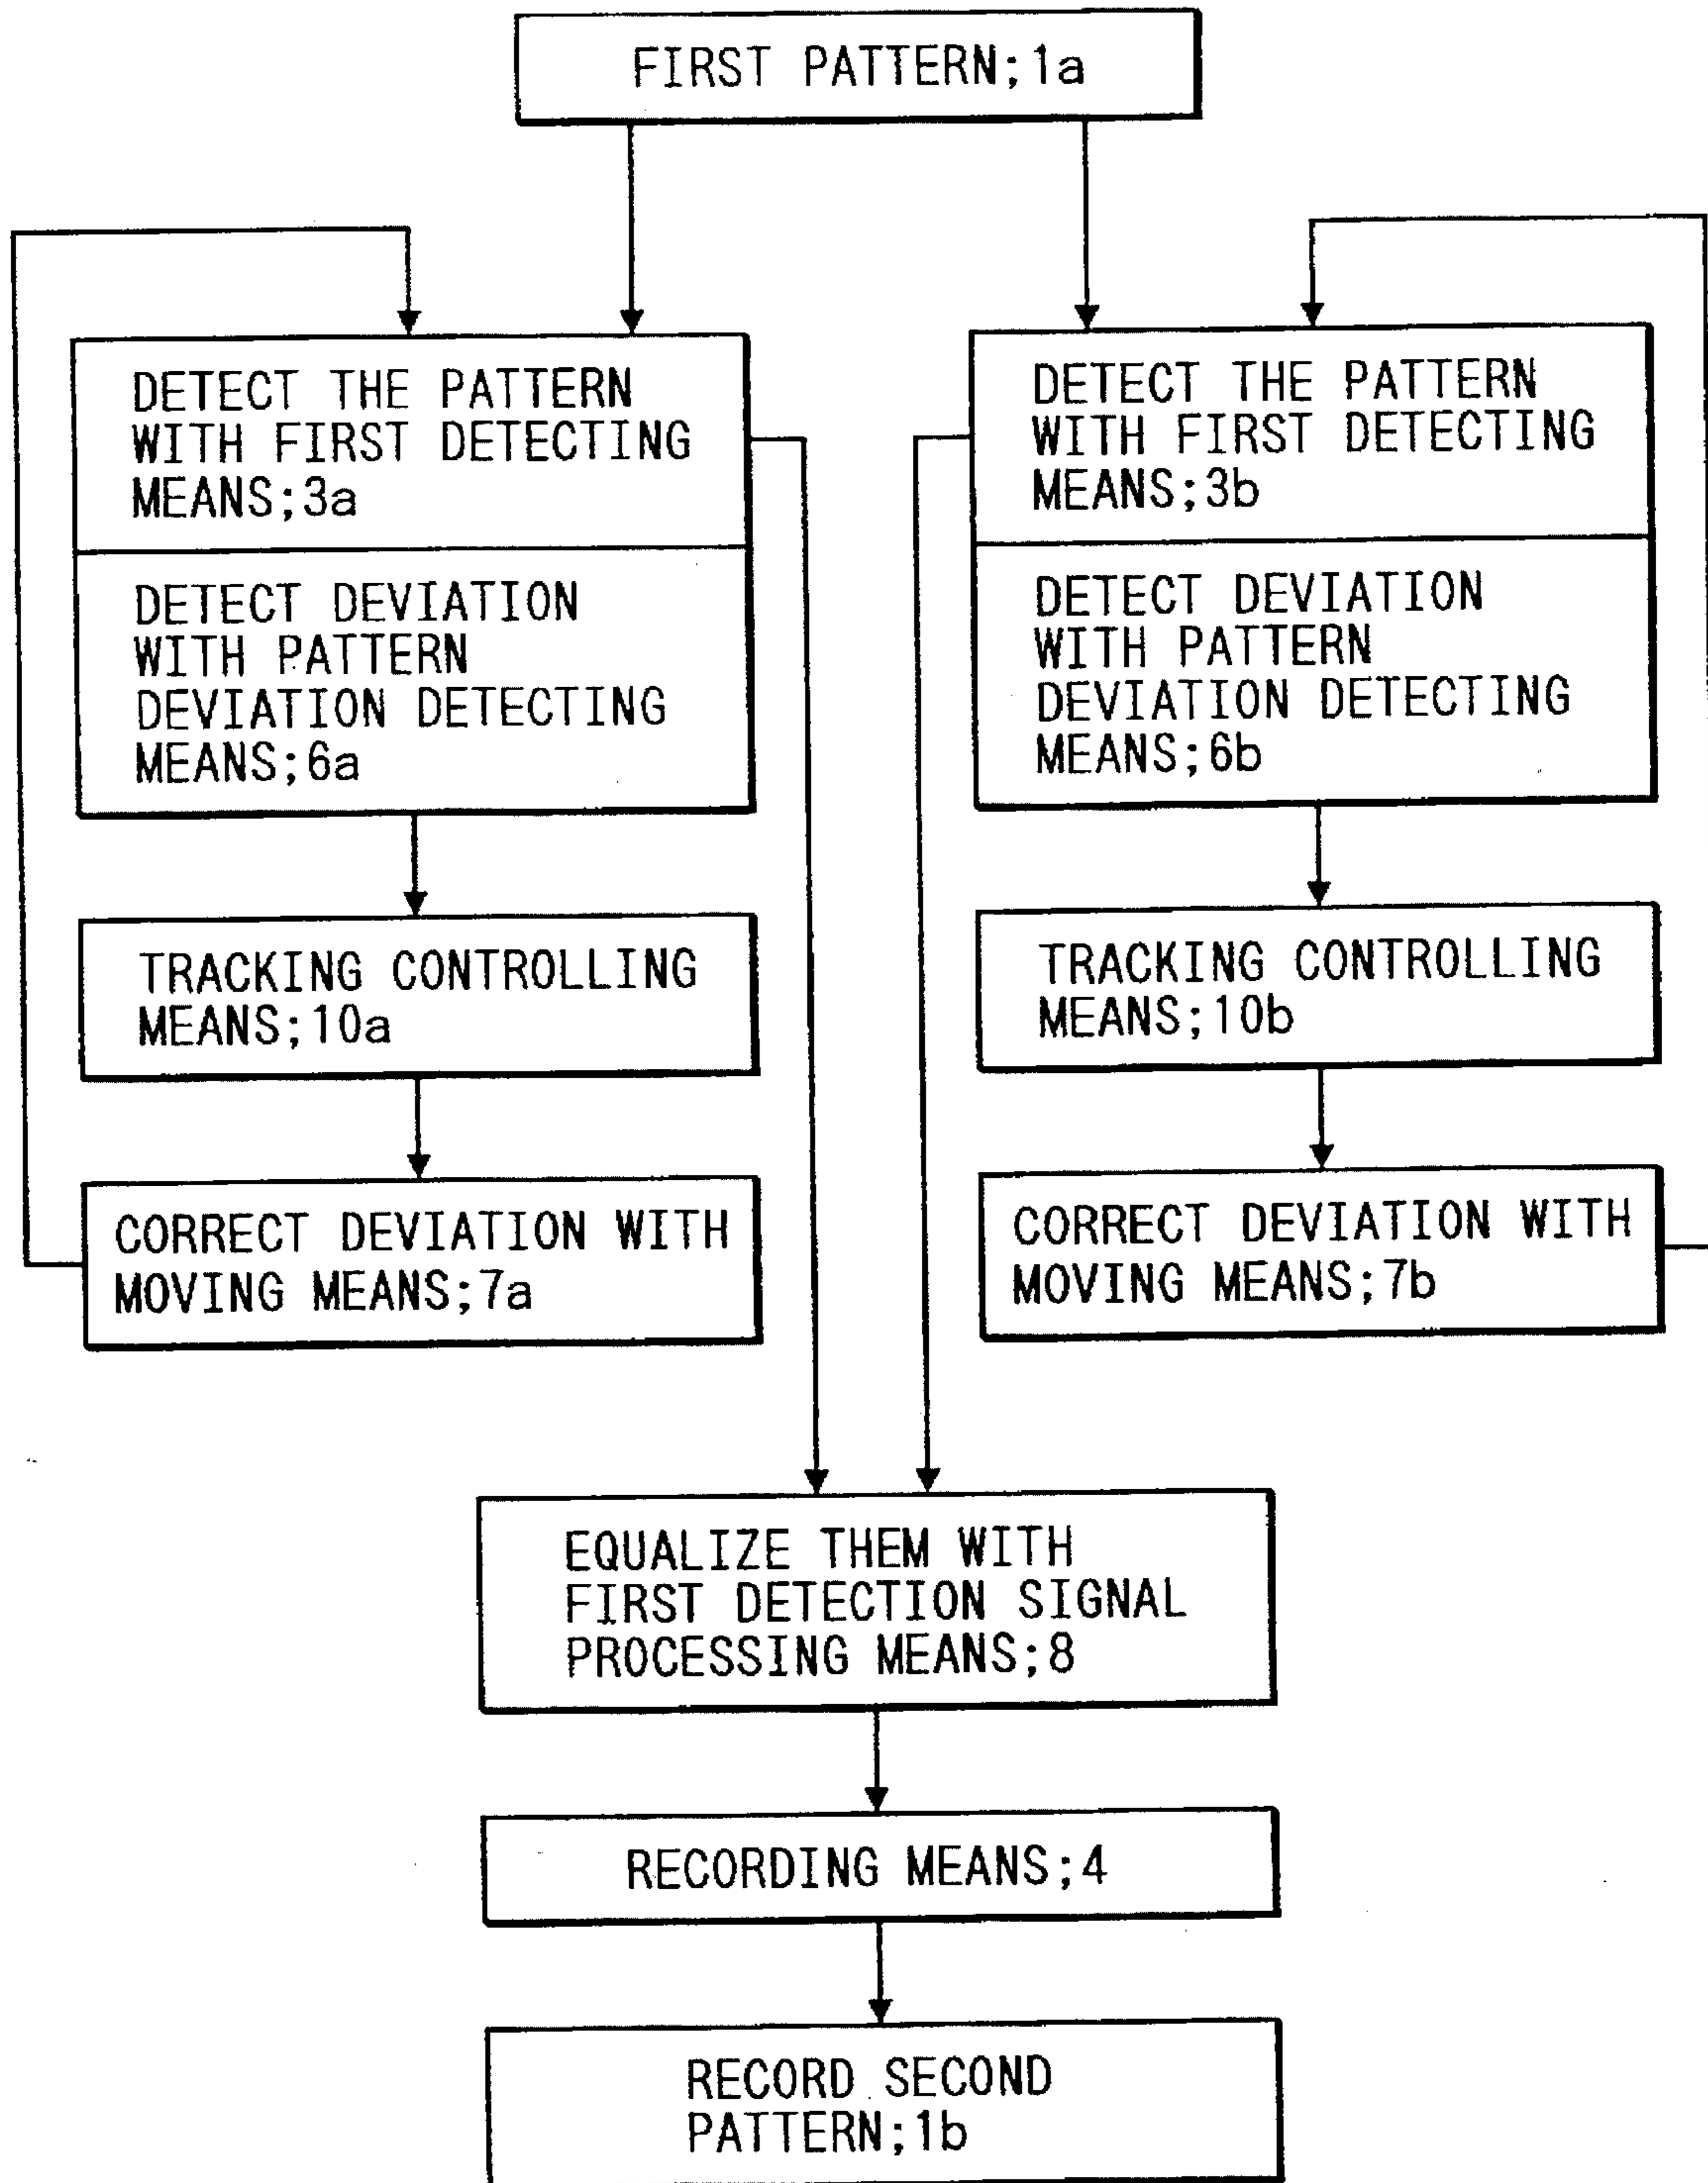 FIRST PATTERN;1a
DETECT THE PATTERN
WITH FIRST DETECTING
MEANS;3a
DETECT DEVIATION
WITH PATTERN
DEVIATION DETECTING
MEANS;6a
TRACKING CONTROLLING
MEANS;10a
CORRECT DEVIATION WITH
MOVING MEANS;7a
DETECT THE PATTERN
WITH FIRST DETECTING
MEANS;3b
DETECT DEVIATION
WITH PATTERN
DEVIATION DETECTING
MEANS;6b
TRACKING CONTROLLING
MEANS;10b
CORRECT DEVIATION WITH
MOVING MEANS;7b
EQUALIZE THEM WITH
FIRST DETECTION SIGNAL
PROCESSING MEANS;8
RECORDING MEANS;4
RECORD SECOND
PATTERN;1b